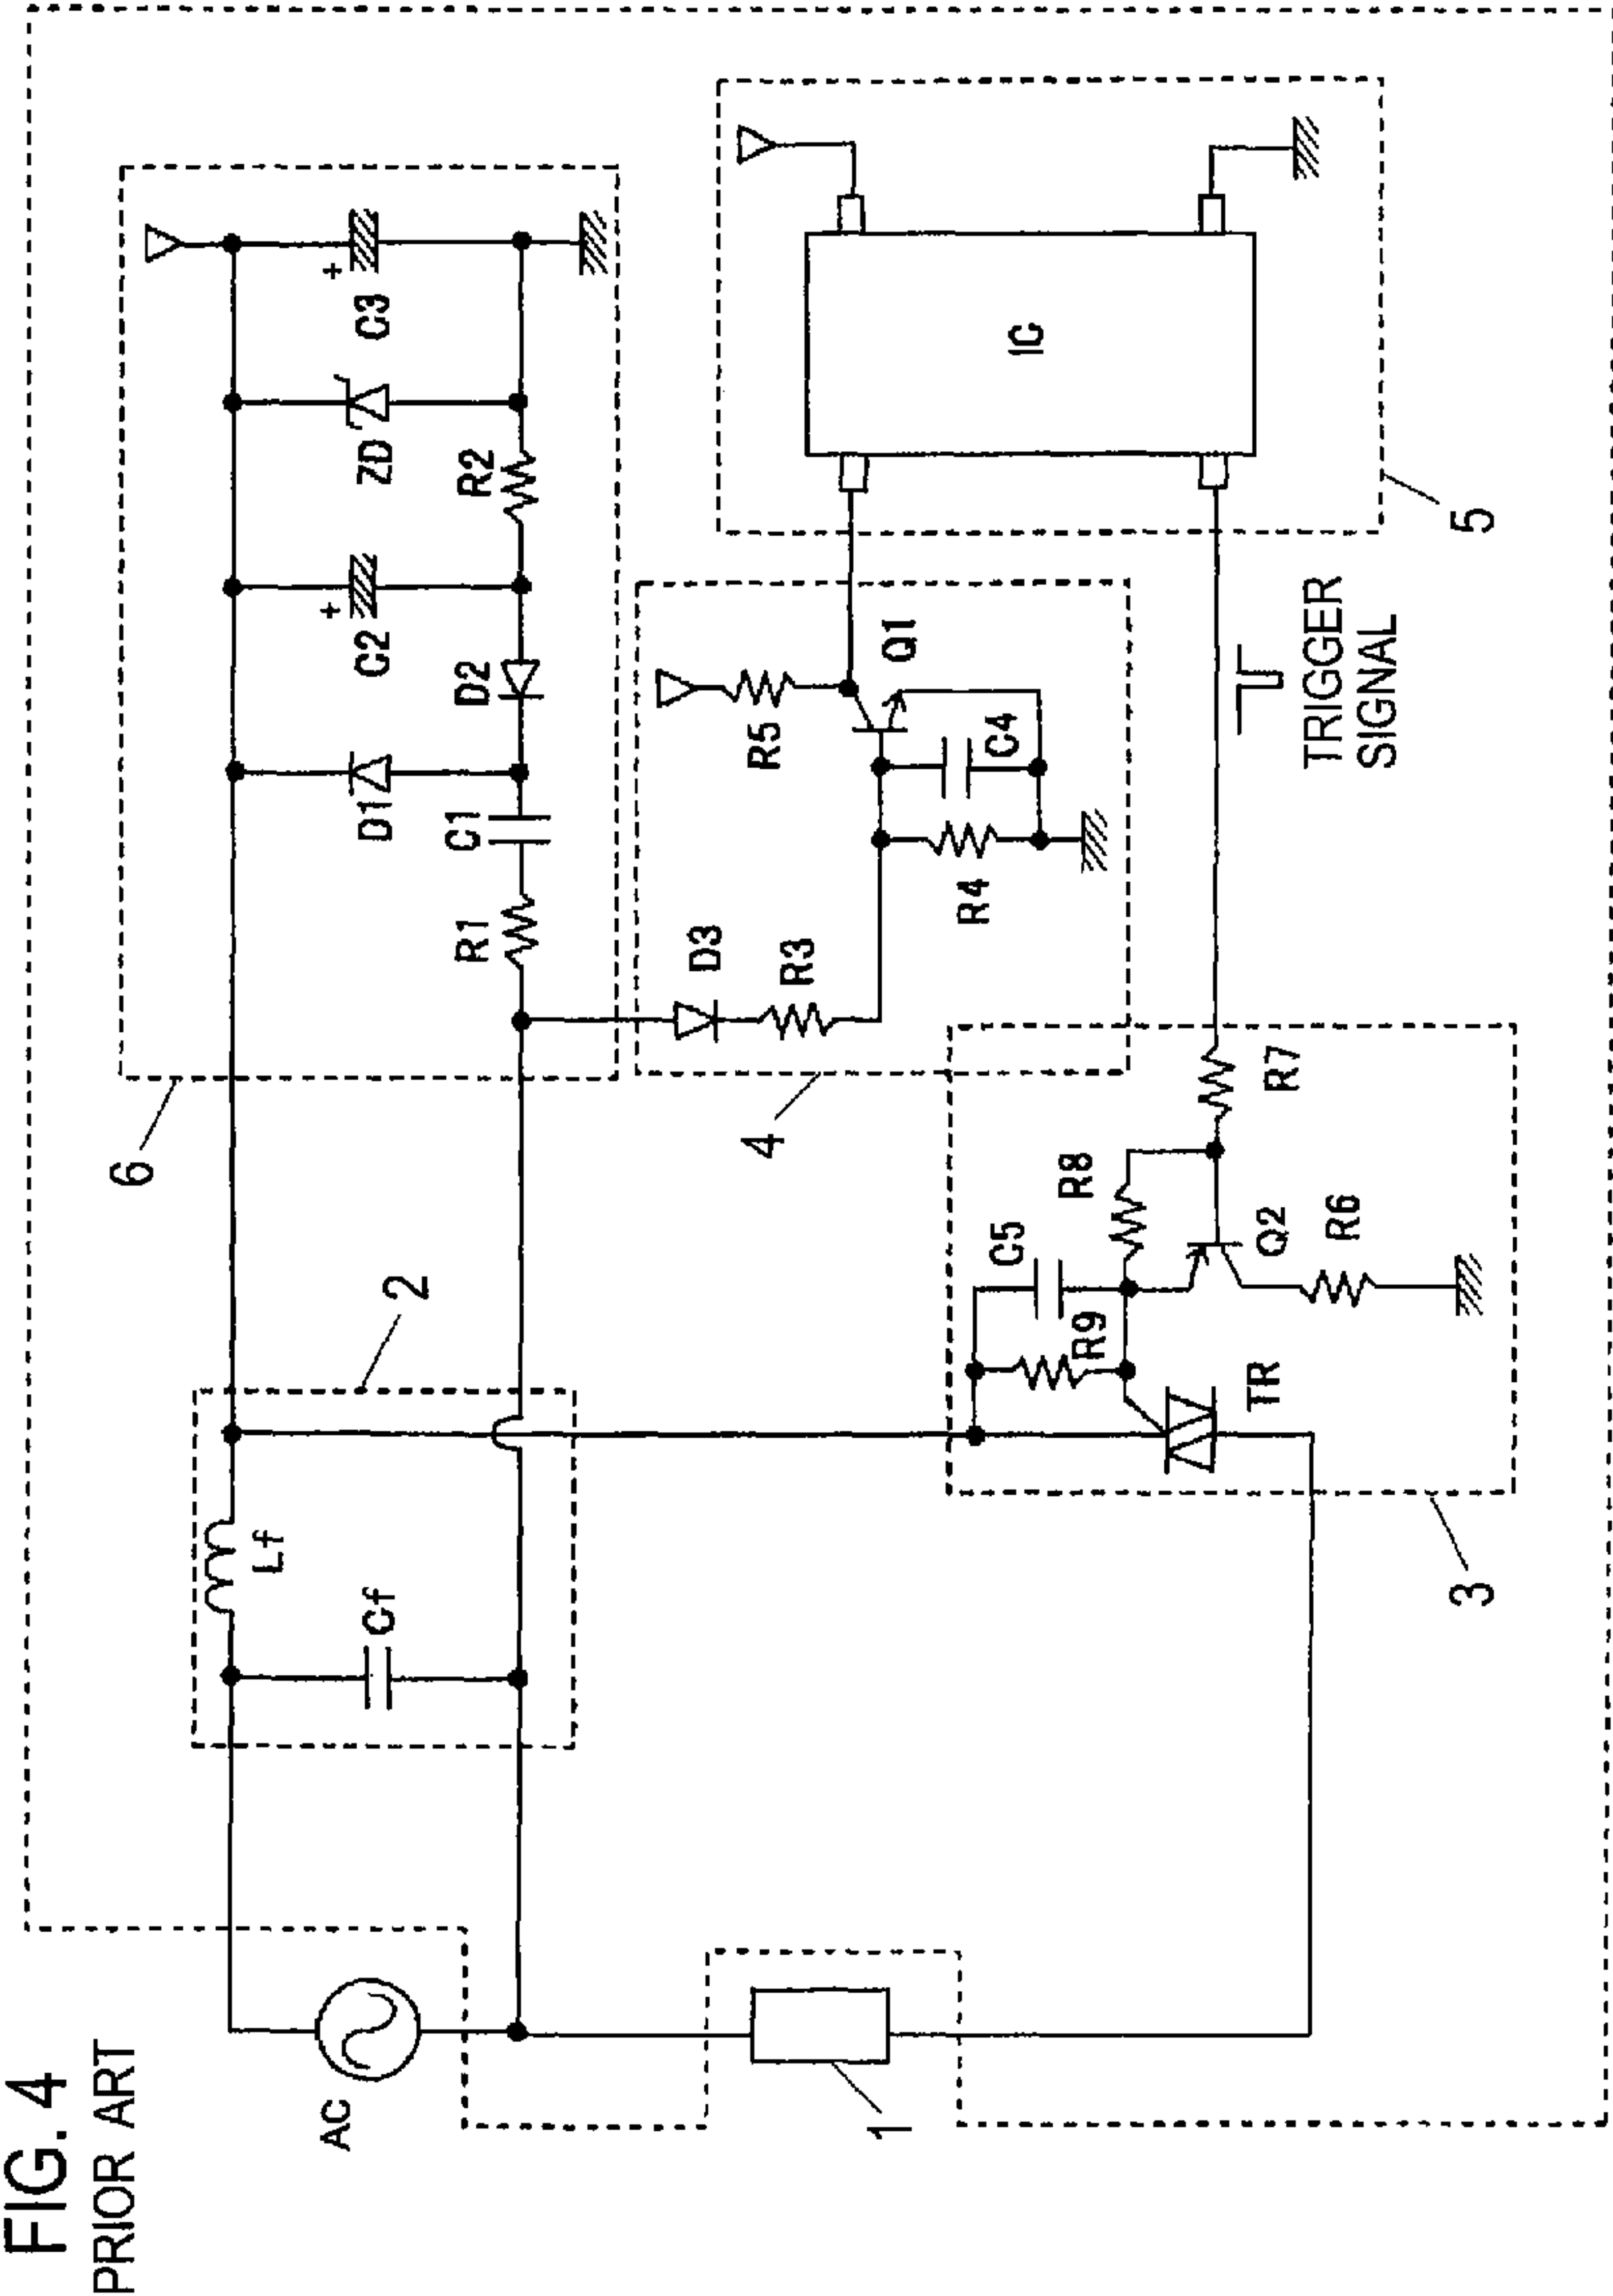 FIG. 4
PRIOR ART
6
D1
C2
ZD
C3
R1
C1
D2
R2
2
Lf
Cf
AC
4
D3
R3
R5
Q1
R4
C4
IC
5
TRIGGER
SIGNAL
C5
R8
R9
R7
Q2
R6
TR
3
1
+
+